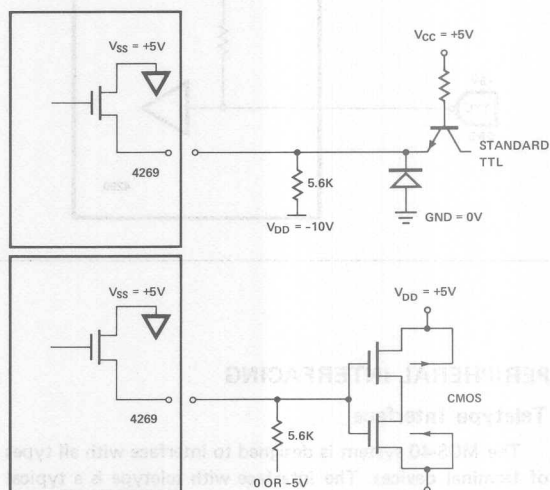 VSS = +5V
VCC = +5V
4269
STANDARD
TTL
5.6K
VDD = -10V
GND = 0V
VSS = +5V
VDD = +5V
4269
CMOS
5.6K
0 OR -5V
PERIPHERAL INTERFACING
Teletype Interface
The MCS-40 system is designed to interface with all types
of terminal devices. The interface with teletype is a typical